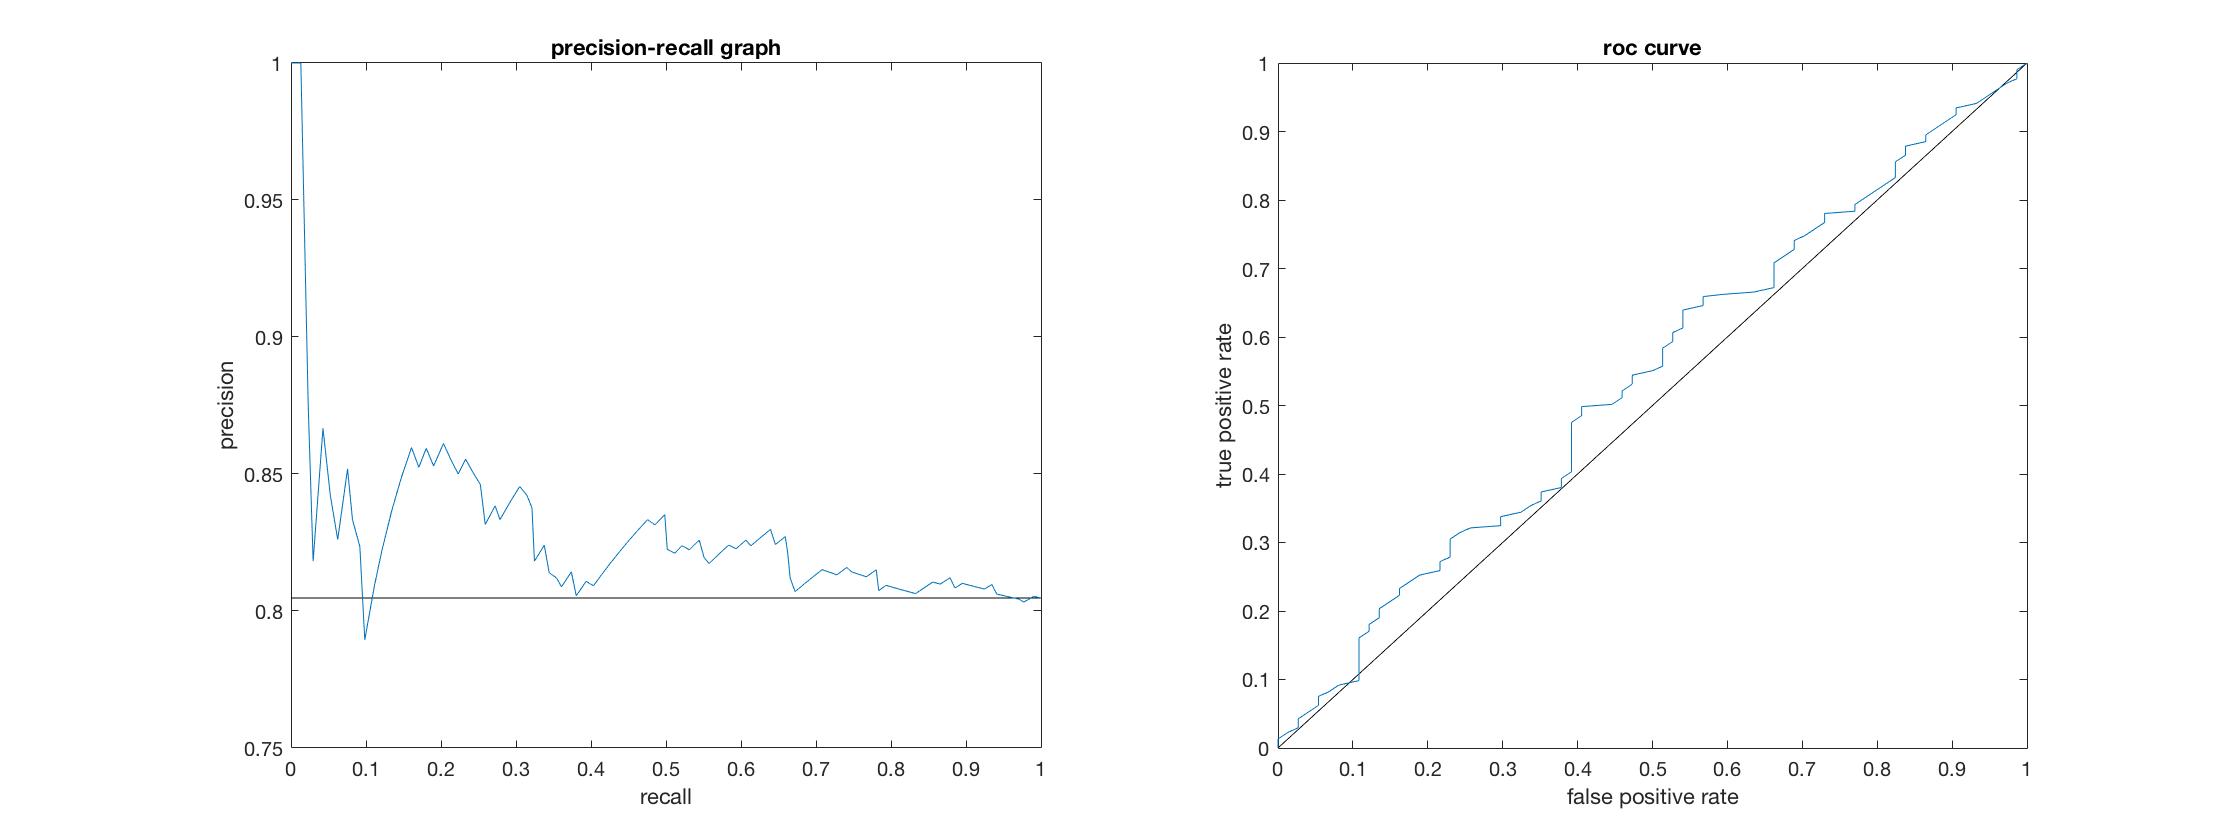 precision-recall graph
1
0.95
0.9
0.85
0.8
0.75
precision
0 0.1 0.2 0.3 0.4 0.5 0.6 0.7 0.8 0.9 1
recall
roc curve
1
0.9
0.8
0.7
0.6
0.5
0.4
0.3
0.2
0.1
0
true positive rate
0 0.1 0.2 0.3 0.4 0.5 0.6 0.7 0.8 0.9 1
false positive rate